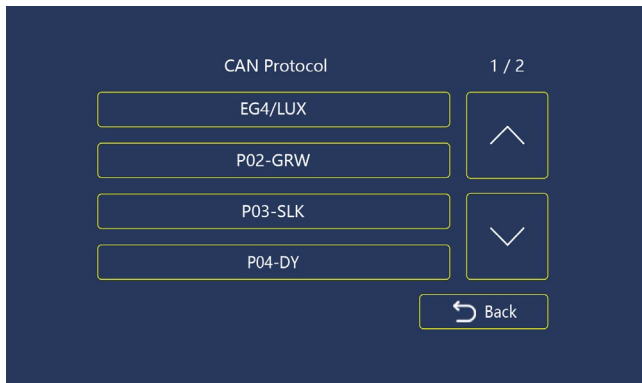 CAN Protocol 1 / 2
EG4/LUX
P02-GRW
P03-SLK
P04-DY
Back